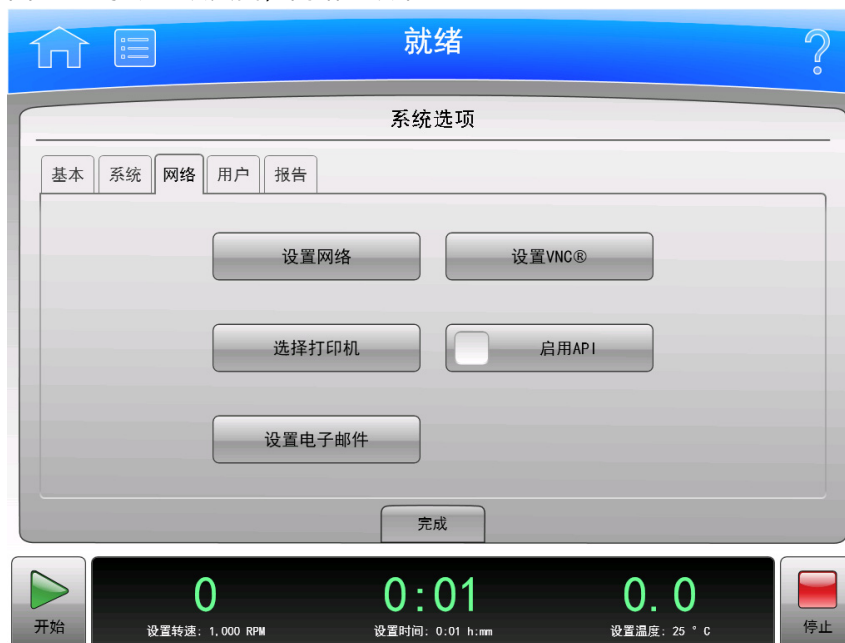 就绪
系统选项
基本 系统 网络 用户 报告
设置网络 设置VNC®
选择打印机 启用API
设置电子邮件
完成
0 0:01 0.0
开始 设置转速: 1,000 RPM 设置时间: 0:01 h:mm 设置温度: 25 ° C 停止